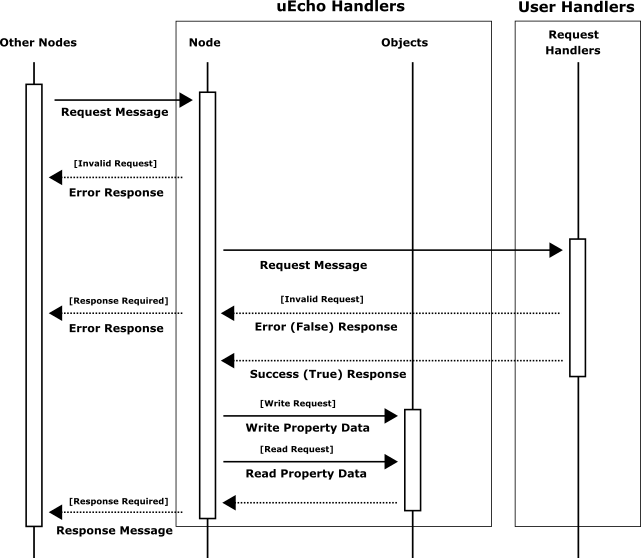 uEcho Handlers
User Handlers
Other Nodes
Node
Objects
Request
Handlers
Request Message
[Invalid Request]
Error Response
Request Message
[Response Required]
[Invalid Request]
Error Response
Error (False) Response
Success (True) Response
[Write Request]
Write Property Data
[Read Request]
Read Property Data
[Response Required]
Response Message